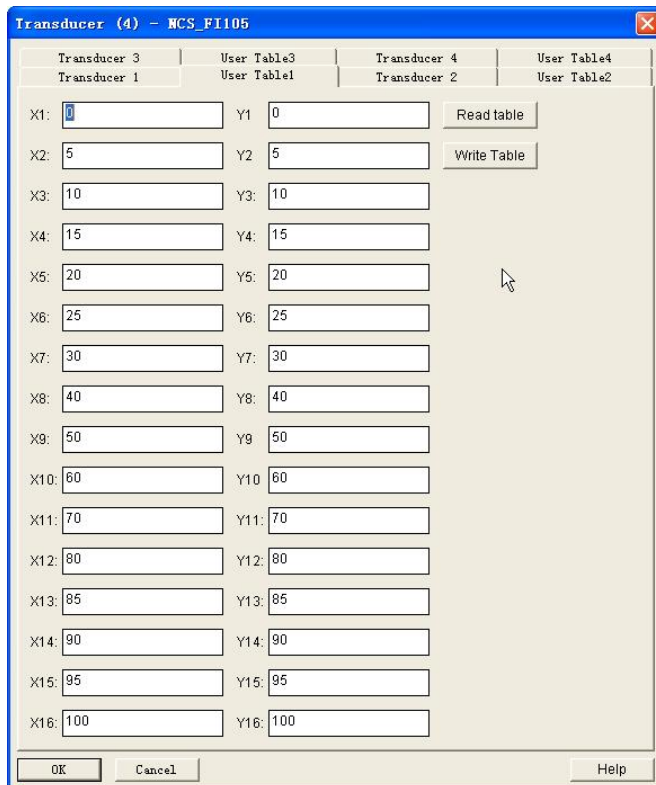 Transducer (4) - NCS_FI105
Transducer 3 User Table3 Transducer 4 User Table4
Transducer 1 User Table1 Transducer 2 User Table2
X1: 0 Y1 0 Read table
X2: 5 Y2 5 Write Table
X3: 10 Y3: 10
X4: 15 Y4: 15
X5: 20 Y5: 20
X6: 25 Y6: 25
X7: 30 Y7: 30
X8: 40 Y8: 40
X9: 50 Y9 50
X10: 60 Y10 60
X11: 70 Y11: 70
X12: 80 Y12: 80
X13: 85 Y13: 85
X14: 90 Y14: 90
X15: 95 Y15: 95
X16: 100 Y16: 100
OK Cancel Help